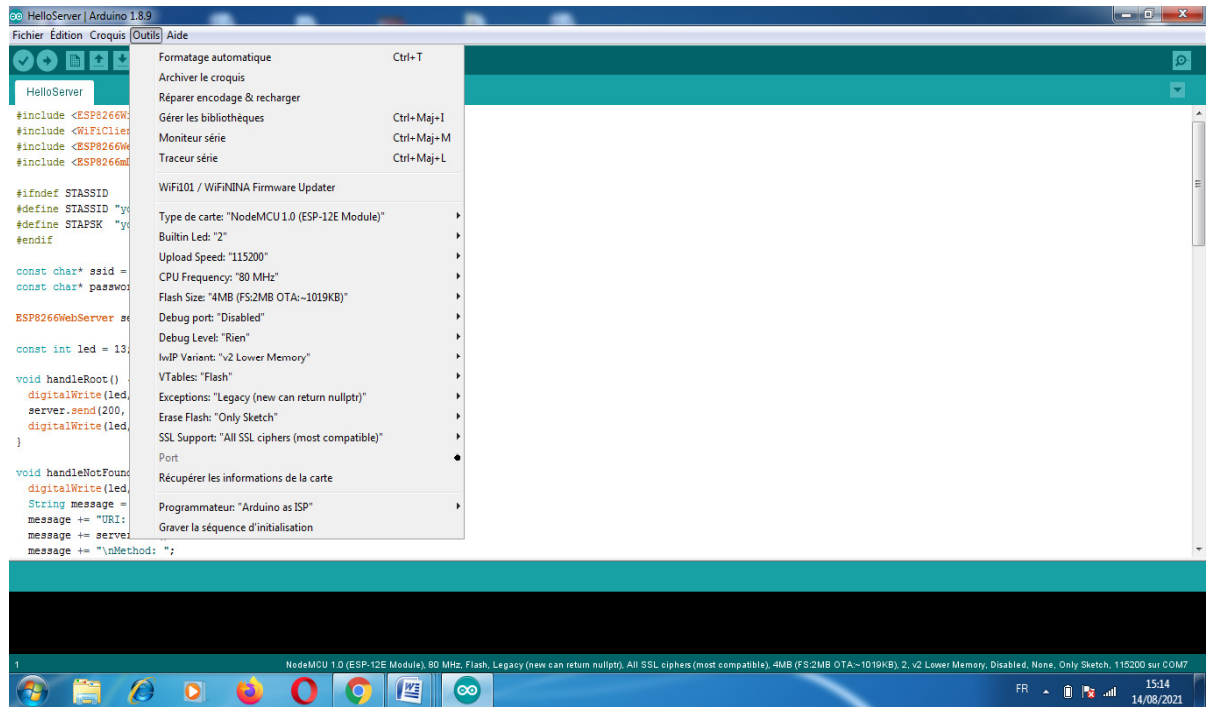 HelloServer | Arduino 1.8.9
Fichier Édition Croquis Outils Aide
HelloServer
Formatage automatique Ctrl+T
Archiver le croquis
Réparer encodage & recharger
Gérer les bibliothèques Ctrl+Maj+I
Moniteur série Ctrl+Maj+M
Traceur série Ctrl+Maj+L
WiFi101 / WiFiNINA Firmware Updater
Type de carte: "NodeMCU 1.0 (ESP-12E Module)"
Builtin Led: "2"
Upload Speed: "115200"
CPU Frequency: "80 MHz"
Flash Size: "4MB (FS:2MB OTA:~1019KB)"
Debug port: "Disabled"
Debug Level: "Rien"
lwIP Variant: "v2 Lower Memory"
VTables: "Flash"
Exceptions: "Legacy (new can return nullptr)"
Erase Flash: "Only Sketch"
SSL Support: "All SSL ciphers (most compatible)"
Port
Récupérer les informations de la carte
Programmateur: "Arduino as ISP"
Graver la séquence d'initialisation
#include <ESP8266Wi
#include <WiFiClien
#include <ESP8266We
#include <ESP8266mD
#ifndef STASSID
#define STASSID "yo
#define STAPSK "yo
#endif
const char* ssid =
const char* passwor
ESP8266WebServer se
const int led = 13;
void handleRoot()
digitalWrite(led,
server.send(200,
digitalWrite(led,
}
void handleNotFound
digitalWrite(led,
String message =
message += "URI:
message += server
message += "\nMethod: ";
1
NodeMCU 1.0 (ESP-12E Module), 80 MHz, Flash, Legacy (new can return nullptr), All SSL ciphers (most compatible), 4MB (FS:2MB OTA:~1019KB), 2, v2 Lower Memory, Disabled, None, Only Sketch, 115200 sur COM7
FR
15:14
14/08/2021